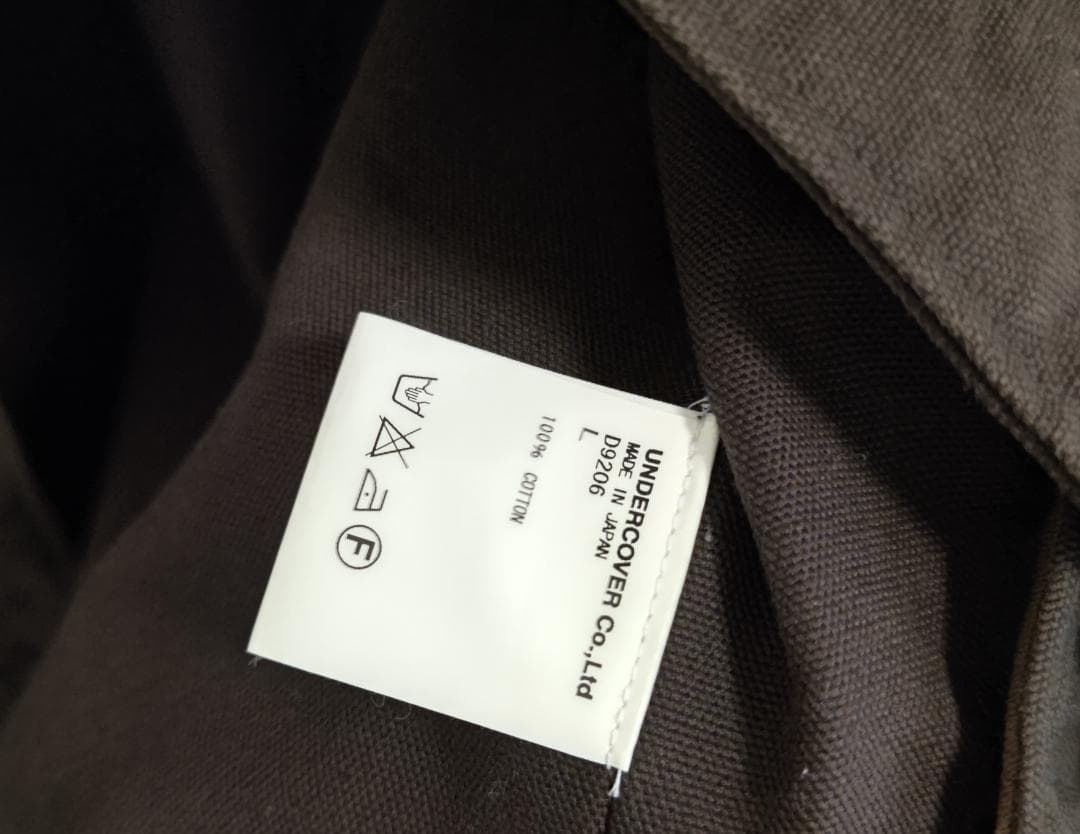 UNDERCOVER Co.,Ltd
MADE IN JAPAN
D9206
L
100% COTTON
F